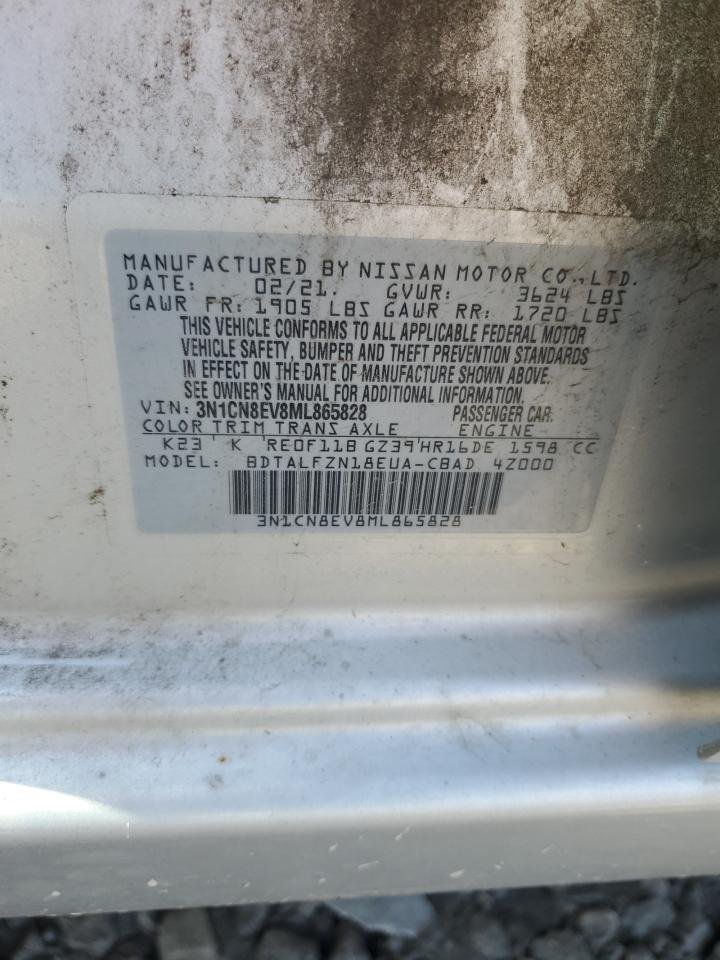 MANUFACTURED BY NISSAN MOTOR CO., LTD.
DATE: 02/21. GVWR: 3624 LBS
GAWR FR: 1905 LBS GAWR RR: 1720 LBS
THIS VEHICLE CONFORMS TO ALL APPLICABLE FEDERAL MOTOR
VEHICLE SAFETY, BUMPER AND THEFT PREVENTION STANDARDS
IN EFFECT ON THE DATE OF MANUFACTURE SHOWN ABOVE.
SEE OWNER'S MANUAL FOR ADDITIONAL INFORMATION.
VIN: 3N1CN8EV8ML865828 PASSENGER CAR.
COLOR TRIM TRANS AXLE ENGINE
K23 K RE0F11B GZ39 HR16DE 1598 CC
MODEL: BDTALFZN18EUA-CBAD 4Z000
3N1CN8EV8ML865828